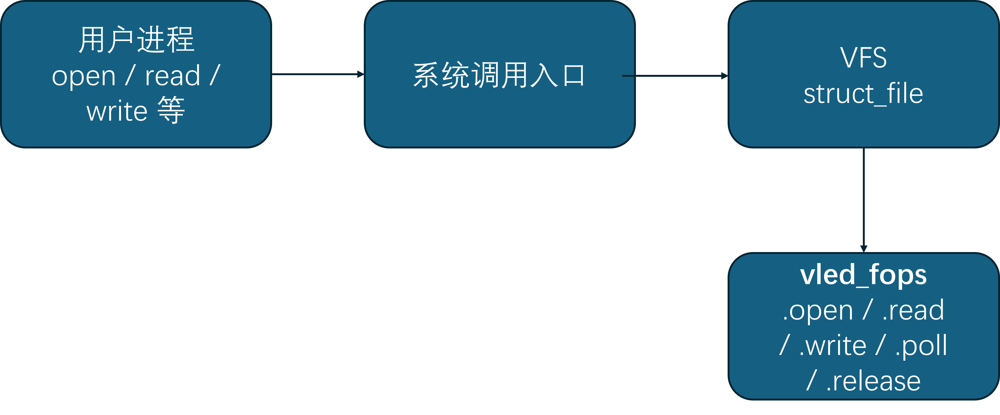 用户进程
open / read /
write 等
系统调用入口
VFS
struct_file
vled_fops
.open / .read
/ .write / .poll
/ .release